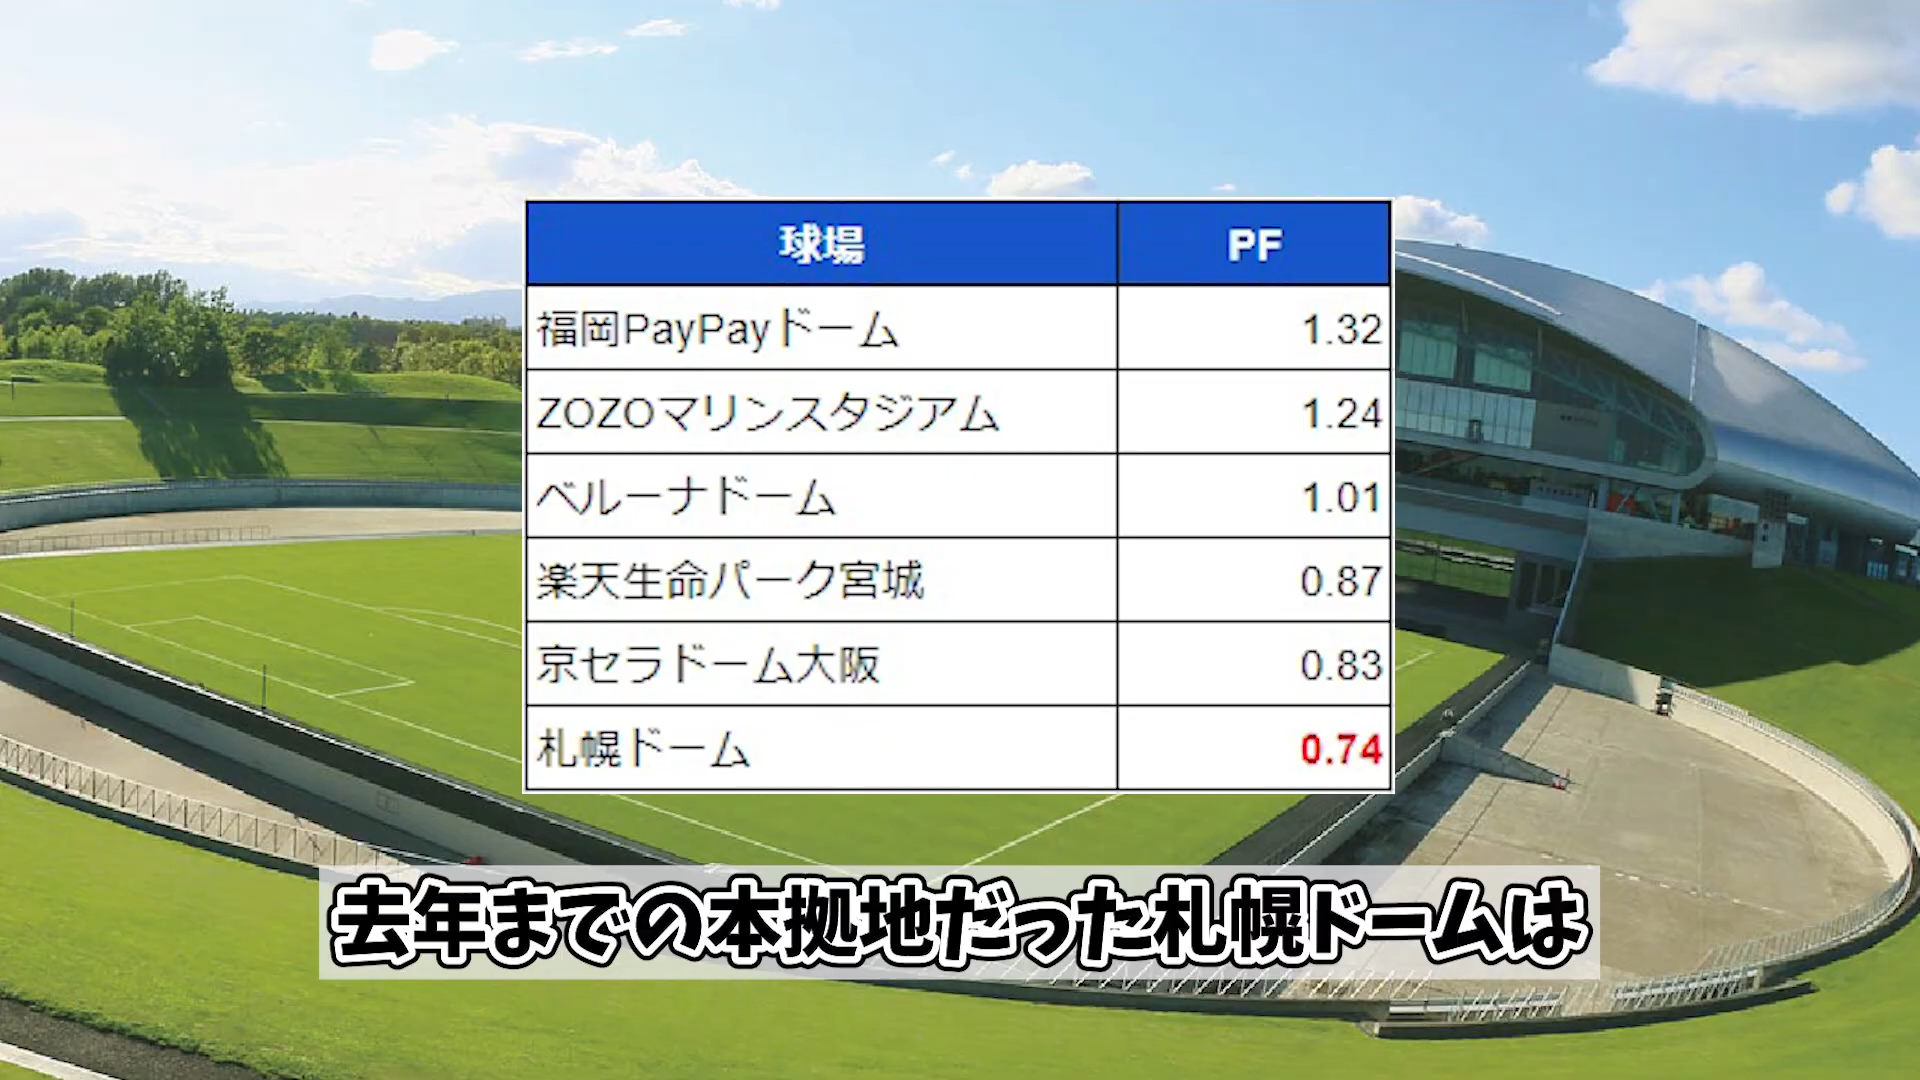 球場 PF
福岡PayPayドーム 1.32
ZOZOマリンスタジアム 1.24
ベルーナドーム 1.01
楽天生命パーク宮城 0.87
京セラドーム大阪 0.83
札幌ドーム 0.74
去年までの本拠地だった札幌ドームは